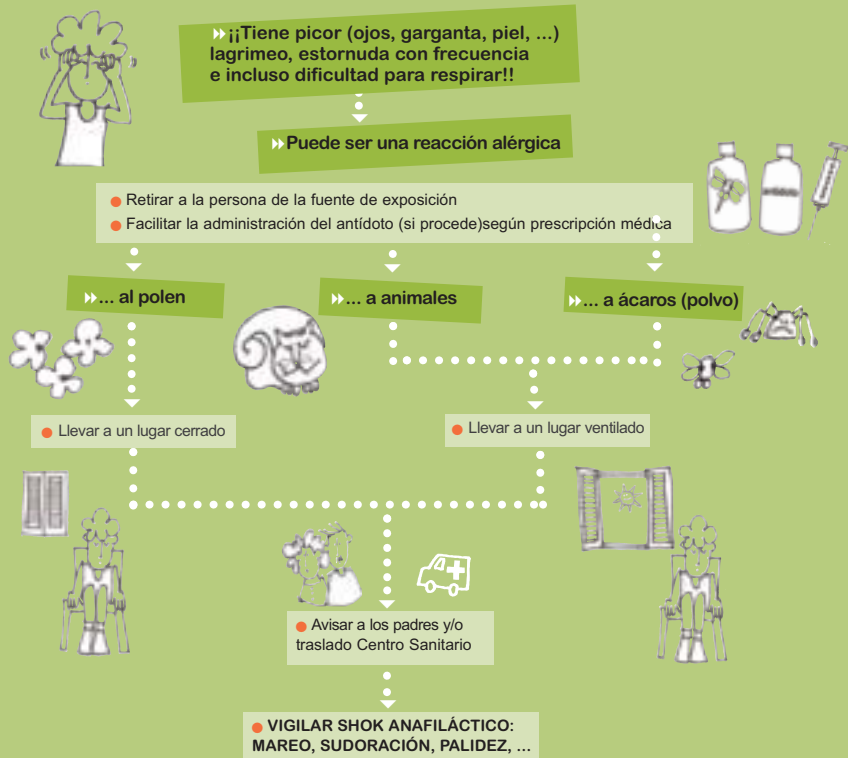 »¡¡Tiene picor (ojos, garganta, piel, ...)
lagrimeo, estornuda con frecuencia
e incluso dificultad para respirar!!
»Puede ser una reacción alérgica
● Retirar a la persona de la fuente de exposición
● Facilitar la administración del antídoto (si procede)según prescripción médica
»... al polen
»... a animales
»... a ácaros (polvo)
● Llevar a un lugar cerrado
● Llevar a un lugar ventilado
● Avisar a los padres y/o
traslado Centro Sanitario
● VIGILAR SHOK ANAFILÁCTICO:
MAREO, SUDORACIÓN, PALIDEZ, ...